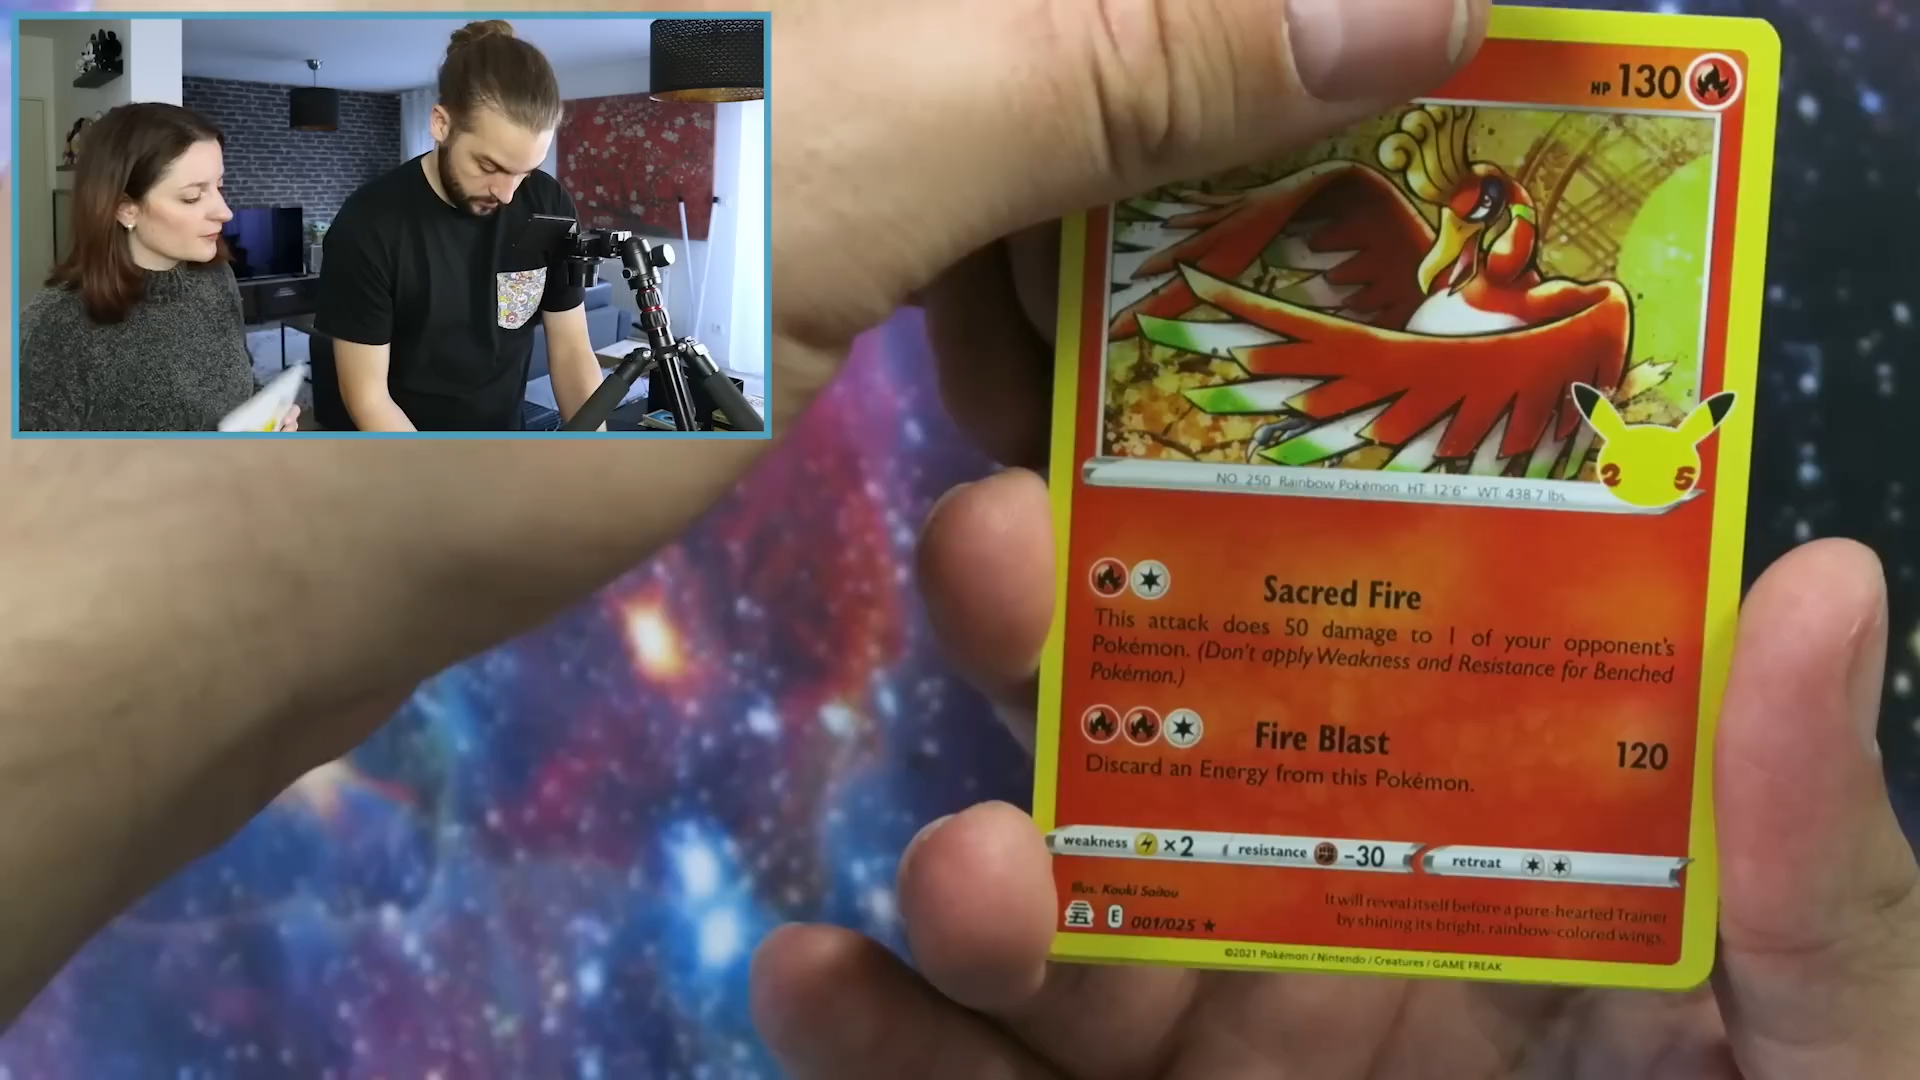 HP 130
NO. 250 Rainbow Pokémon HT: 12'6" WT: 438.7 lbs.
25
Sacred Fire
This attack does 50 damage to 1 of your opponent's
Pokémon. (Don't apply Weakness and Resistance for Benched
Pokémon.)
Fire Blast 120
Discard an Energy from this Pokémon.
weakness ×2 resistance -30 retreat
Illus. Kouki Saitou
It will reveal itself before a pure-hearted Trainer
by shining its bright, rainbow-colored wings.
E 001/025 ★
©2021 Pokémon / Nintendo / Creatures / GAME FREAK